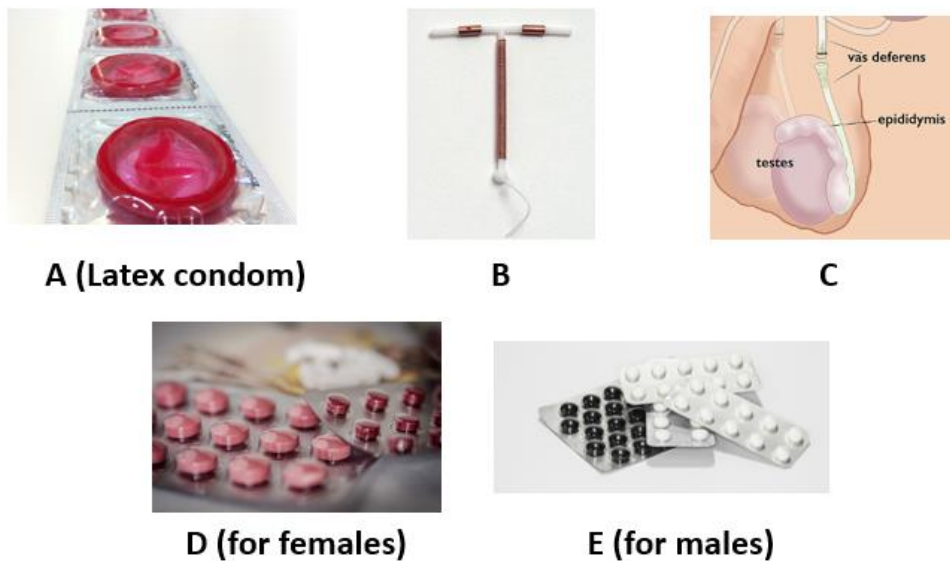 vas deferens
epididymis
testes
A (Latex condom)
B
C
D (for females)
E (for males)